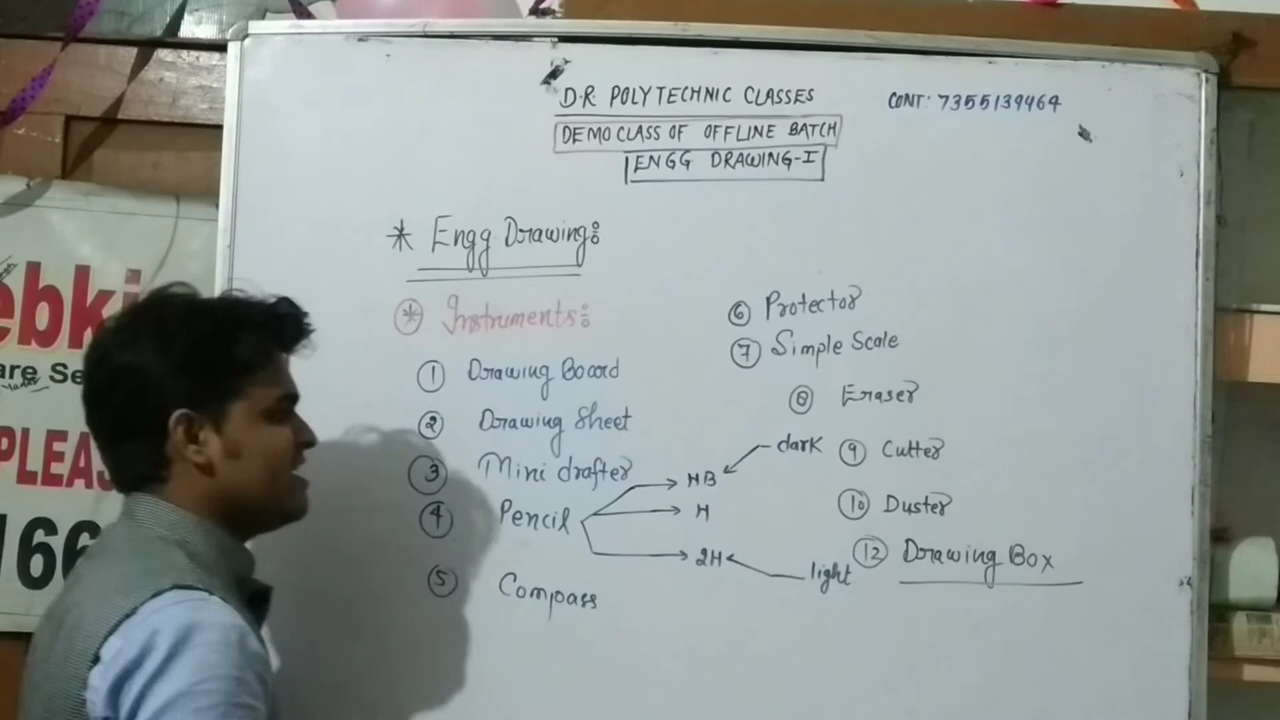 D.R POLYTECHNIC CLASSES
CONT: 7355139464
DEMO CLASS OF OFFLINE BATCH
ENGG DRAWING-I
* Engg Drawing:
* Instruments:
1 Drawing Board
2 Drawing Sheet
3 Mini drafter
4 Pencil
HB
dark
H
2H
light
5 Compass
6 Protector
7 Simple Scale
8 Eraser
9 Cutter
10 Duster
12 Drawing Box
ebki
are Se
PLEAS
166